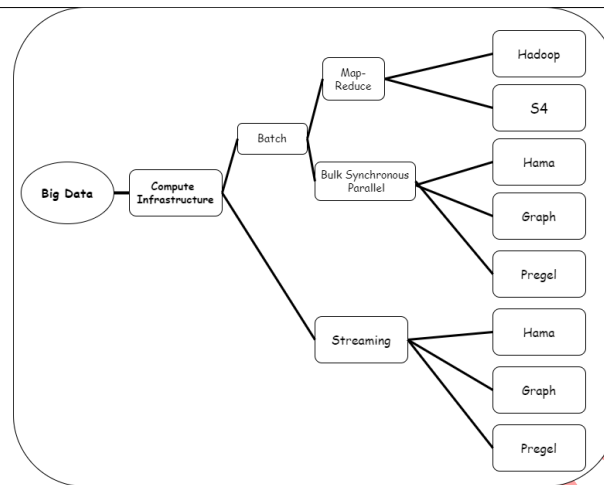 Big Data
Compute
Infrastructure
Batch
Map-
Reduce
Hadoop
S4
Bulk Synchronous
Parallel
Hama
Graph
Pregel
Streaming
Hama
Graph
Pregel